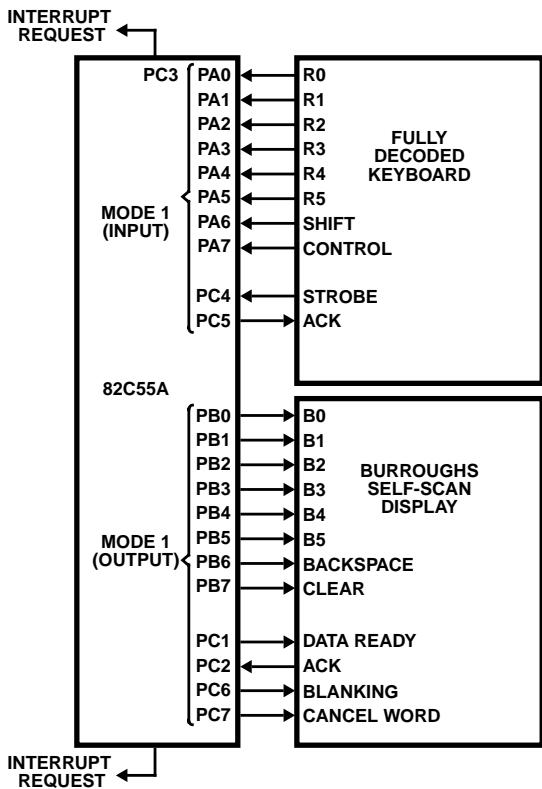 INTERRUPT
REQUEST
PC3 PA0 R0
PA1 R1
PA2 R2
PA3 R3
PA4 R4
PA5 R5
PA6 SHIFT
PA7 CONTROL
MODE 1
(INPUT)
FULLY
DECODED
KEYBOARD
PC4 STROBE
PC5 ACK
82C55A
PB0 B0
PB1 B1
PB2 B2
PB3 B3
PB4 B4
PB5 B5
PB6 BACKSPACE
PB7 CLEAR
MODE 1
(OUTPUT)
BURROUGHS
SELF-SCAN
DISPLAY
PC1 DATA READY
PC2 ACK
PC6 BLANKING
PC7 CANCEL WORD
INTERRUPT
REQUEST